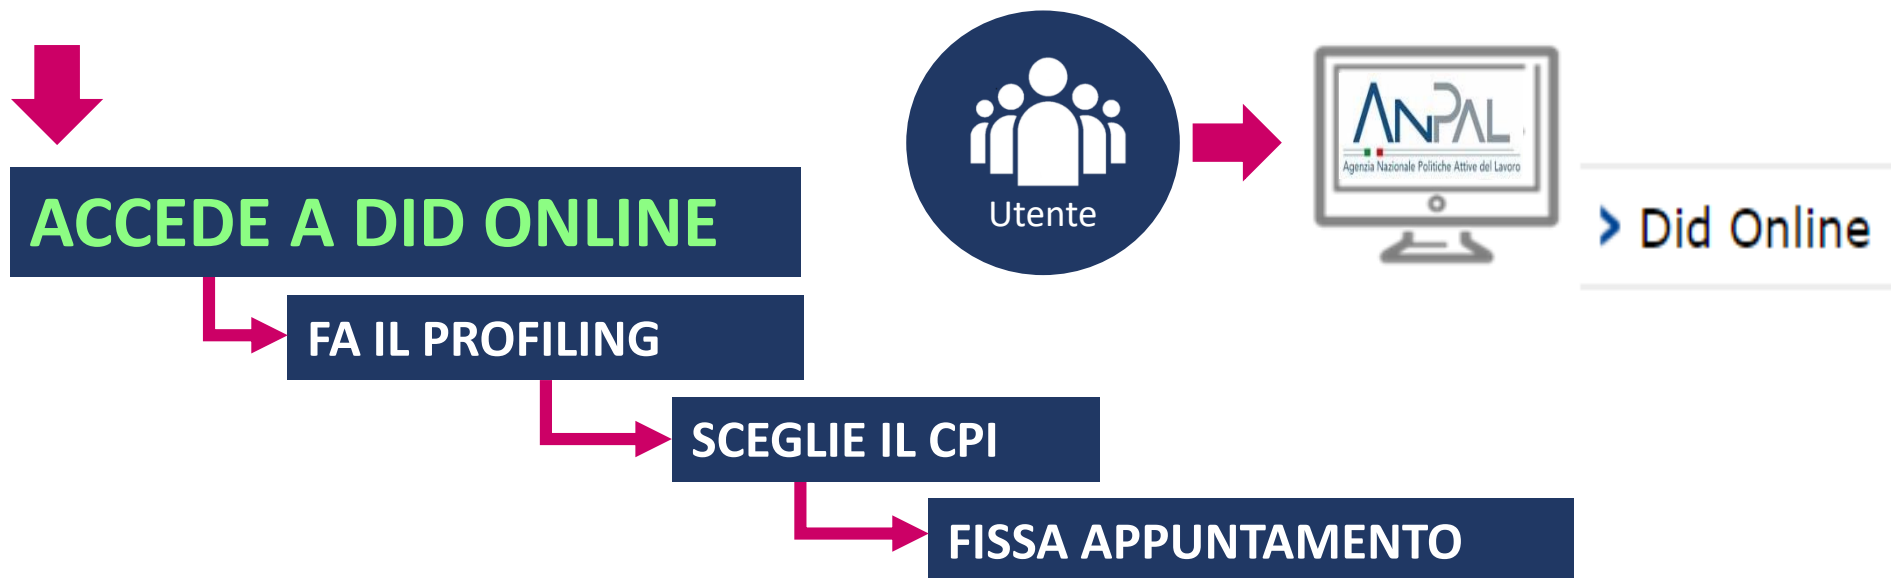 ACCEDE A DID ONLINE
FA IL PROFILING
SCEGLIE IL CPI
FISSA APPUNTAMENTO
Utente
ANPAL
Agenzia Nazionale Politiche Attive del Lavoro
Did Online